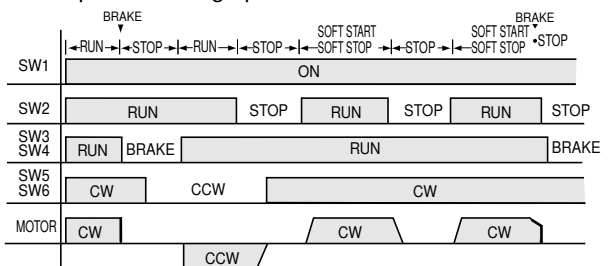 BRAKE BRAKE
RUN STOP RUN STOP SOFT START SOFT STOP STOP SOFT START SOFT STOP •STOP
SW1 ON
SW2 RUN STOP RUN STOP RUN STOP
SW3 SW4 RUN BRAKE RUN BRAKE
SW5 SW6 CW CCW CW
MOTOR CW CW CW
CCW